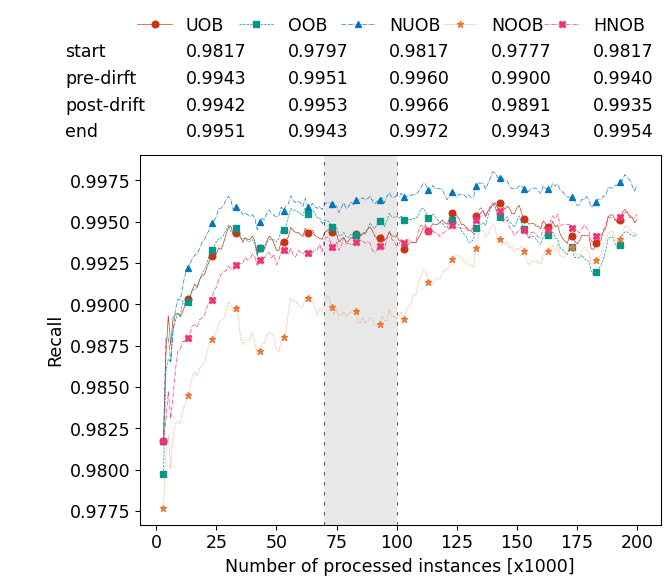 UOB OOB NUOB NOOB HNOB
start 0.9817 0.9797 0.9817 0.9777 0.9817
pre-dirft 0.9943 0.9951 0.9960 0.9900 0.9940
post-drift 0.9942 0.9953 0.9966 0.9891 0.9935
end 0.9951 0.9943 0.9972 0.9943 0.9954
0.9975
0.9950
0.9925
0.9900
0.9875
0.9850
0.9825
0.9800
0.9775
Recall
0 25 50 75 100 125 150 175 200
Number of processed instances [x1000]